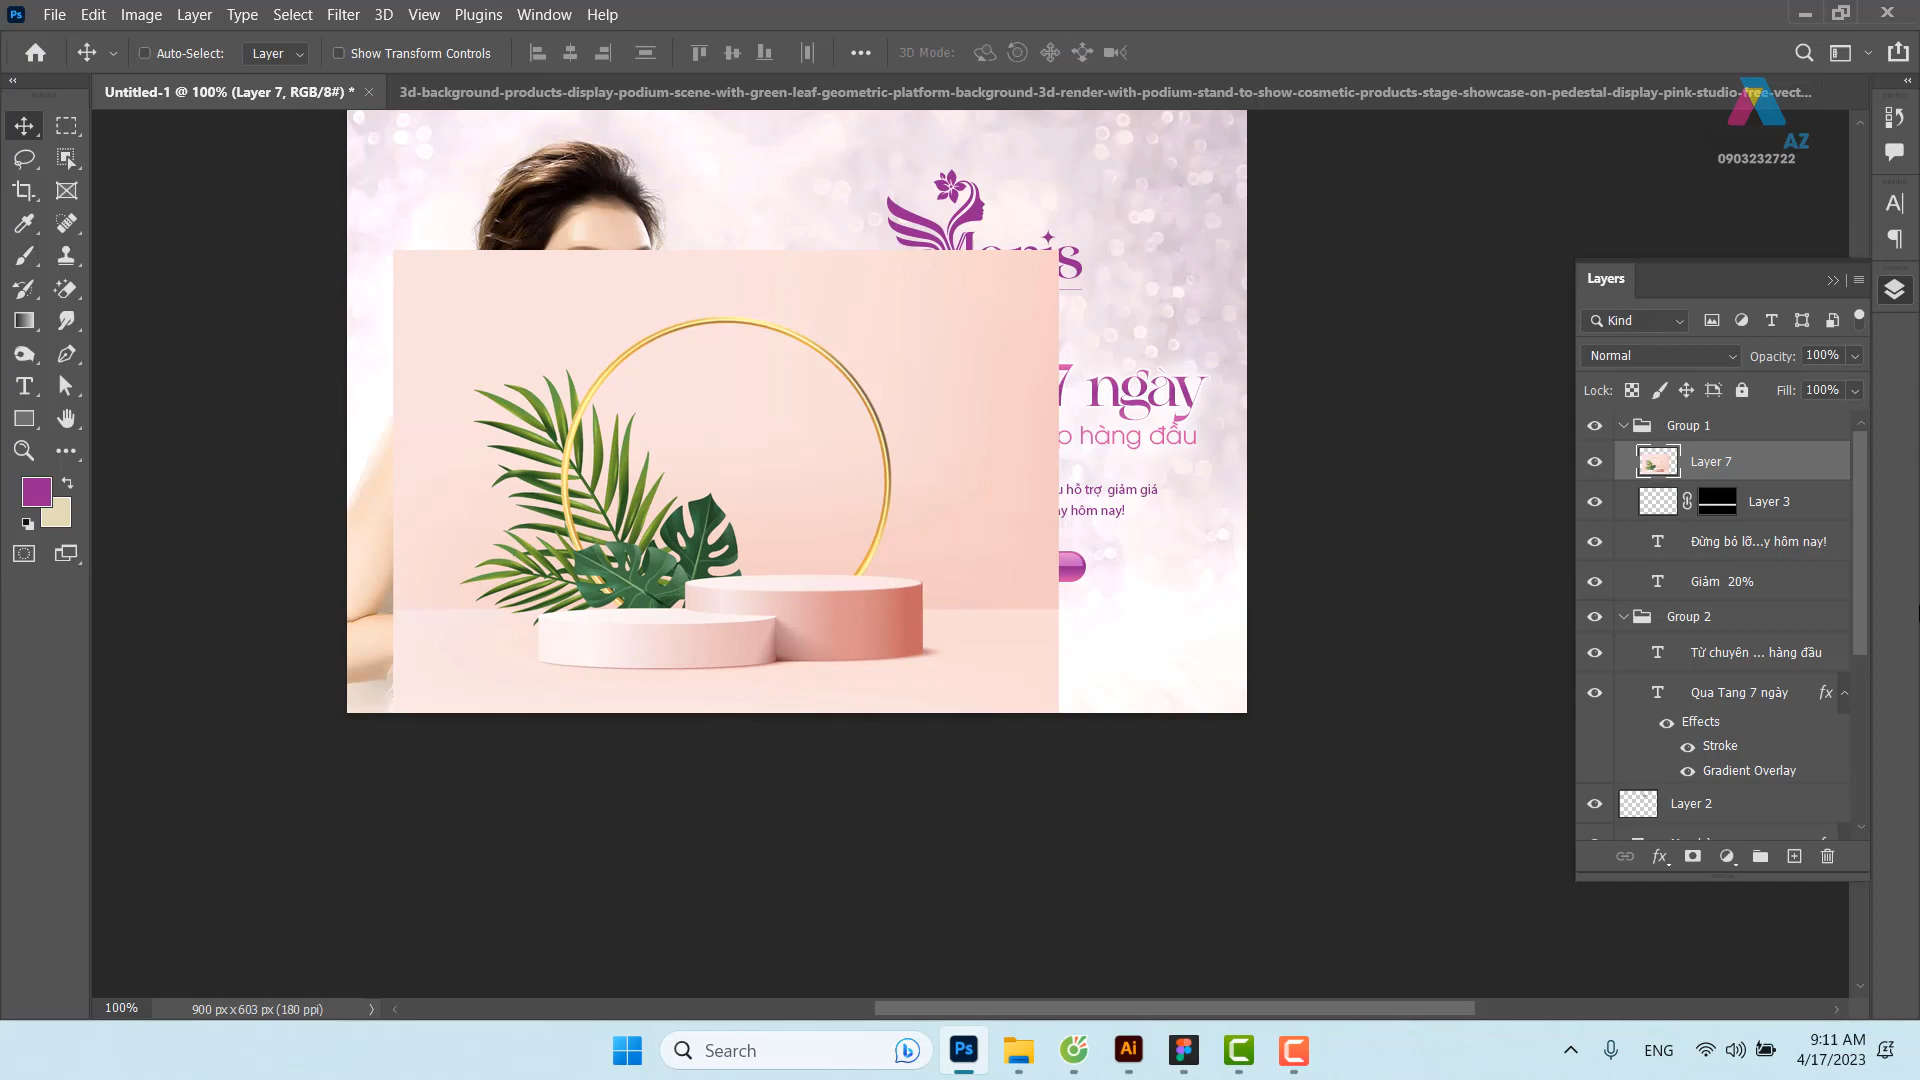 Ps File Edit Image Layer Type Select Filter 3D View Plugins Window Help
Auto-Select: Layer Show Transform Controls 3D Mode:
Untitled-1 @ 100% (Layer 7, RGB/8#) * 3d-background-products-display-podium-scene-with-green-leaf-geometric-platform-background-3d-render-with-podium-stand-to-show-cosmetic-products-stage-showcase-on-pedestal-display-pink-studio-free-vect...
AZ
0903232722
Layers
Kind
Normal Opacity: 100%
7 ngày
Lock: Fill: 100%
hàng đầu
Group 1
Layer 7
hỗ trợ giảm giá
Layer 3
hôm nay!
Đừng bỏ lỡ...y hôm nay!
Giảm 20%
Group 2
Từ chuyên ... hàng đầu
Qua Tang 7 ngày fx
Effects
Stroke
Gradient Overlay
Layer 2
fx
100% 900 px x 603 px (180 ppi)
Search Ps Ai ENG 9:11 AM
4/17/2023